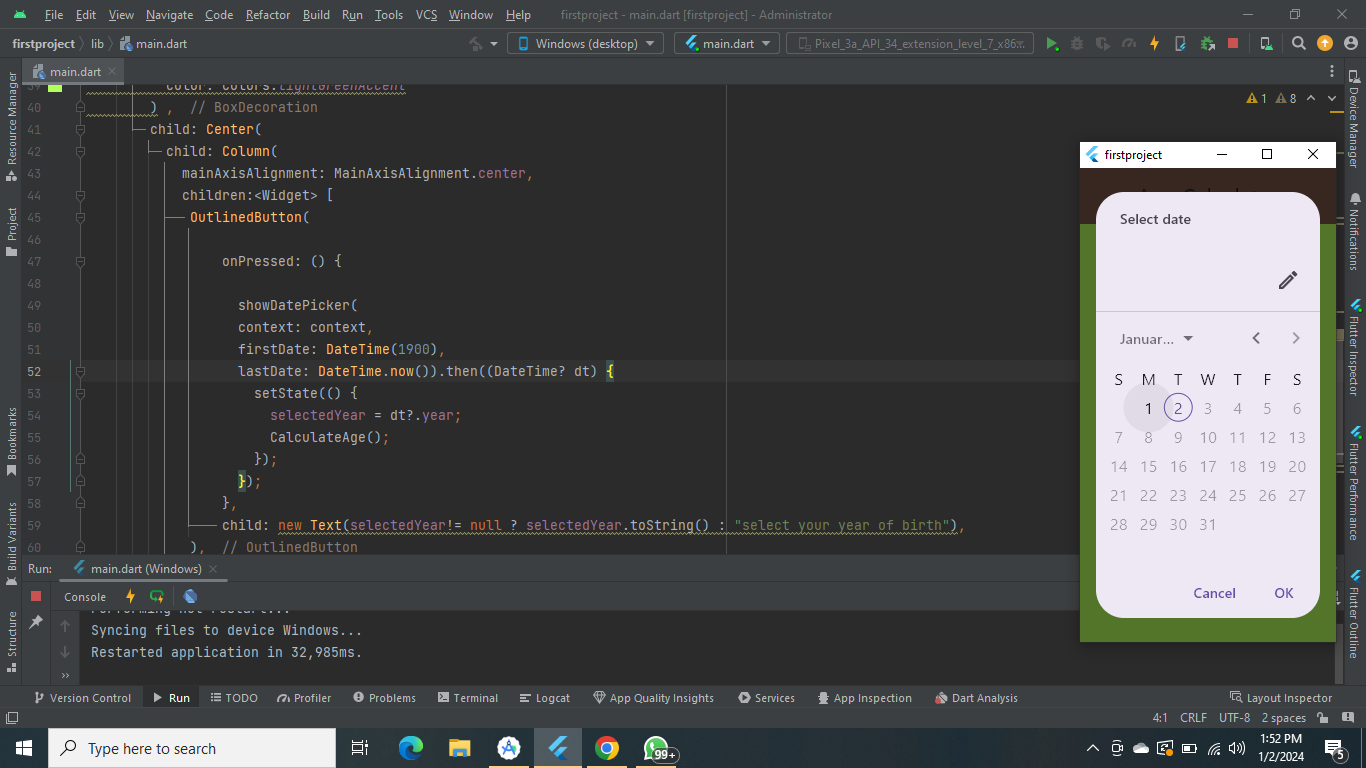 File Edit View Navigate Code Refactor Build Run Tools VCS Window Help firstproject - main.dart [firstproject] - Administrator
firstproject lib main.dart Windows (desktop) main.dart Pixel_3a_API_34_extension_level_7_x86...
main.dart
39 color: Colors.lightGreenAccent
40 ) , // BoxDecoration
1 8
41 child: Center(
42 child: Column(
43 mainAxisAlignment: MainAxisAlignment.center,
44 children:<Widget> [
45 OutlinedButton(
46
47 onPressed: () {
48
49 showDatePicker(
50 context: context,
51 firstDate: DateTime(1900),
52 lastDate: DateTime.now()).then((DateTime? dt) {
53 setState(() {
54 selectedYear = dt?.year;
55 CalculateAge();
56 });
57 });
58 },
59 child: new Text(selectedYear!= null ? selectedYear.toString() : "select your year of birth"),
60 ), // OutlinedButton
Resource Manager
Project
Bookmarks
Build Variants
Structure
Device Manager
Notifications
Flutter Inspector
Flutter Performance
Flutter Outline
firstproject
Select date
Januar...
S M T W T F S
1 2 3 4 5 6
7 8 9 10 11 12 13
14 15 16 17 18 19 20
21 22 23 24 25 26 27
28 29 30 31
Cancel OK
Run: main.dart (Windows)
Console
Performing hot restart...
Syncing files to device Windows...
Restarted application in 32,985ms.
Version Control Run TODO Profiler Problems Terminal Logcat App Quality Insights Services App Inspection Dart Analysis Layout Inspector
4:1 CRLF UTF-8 2 spaces
Type here to search
99+
1:52 PM
1/2/2024
5